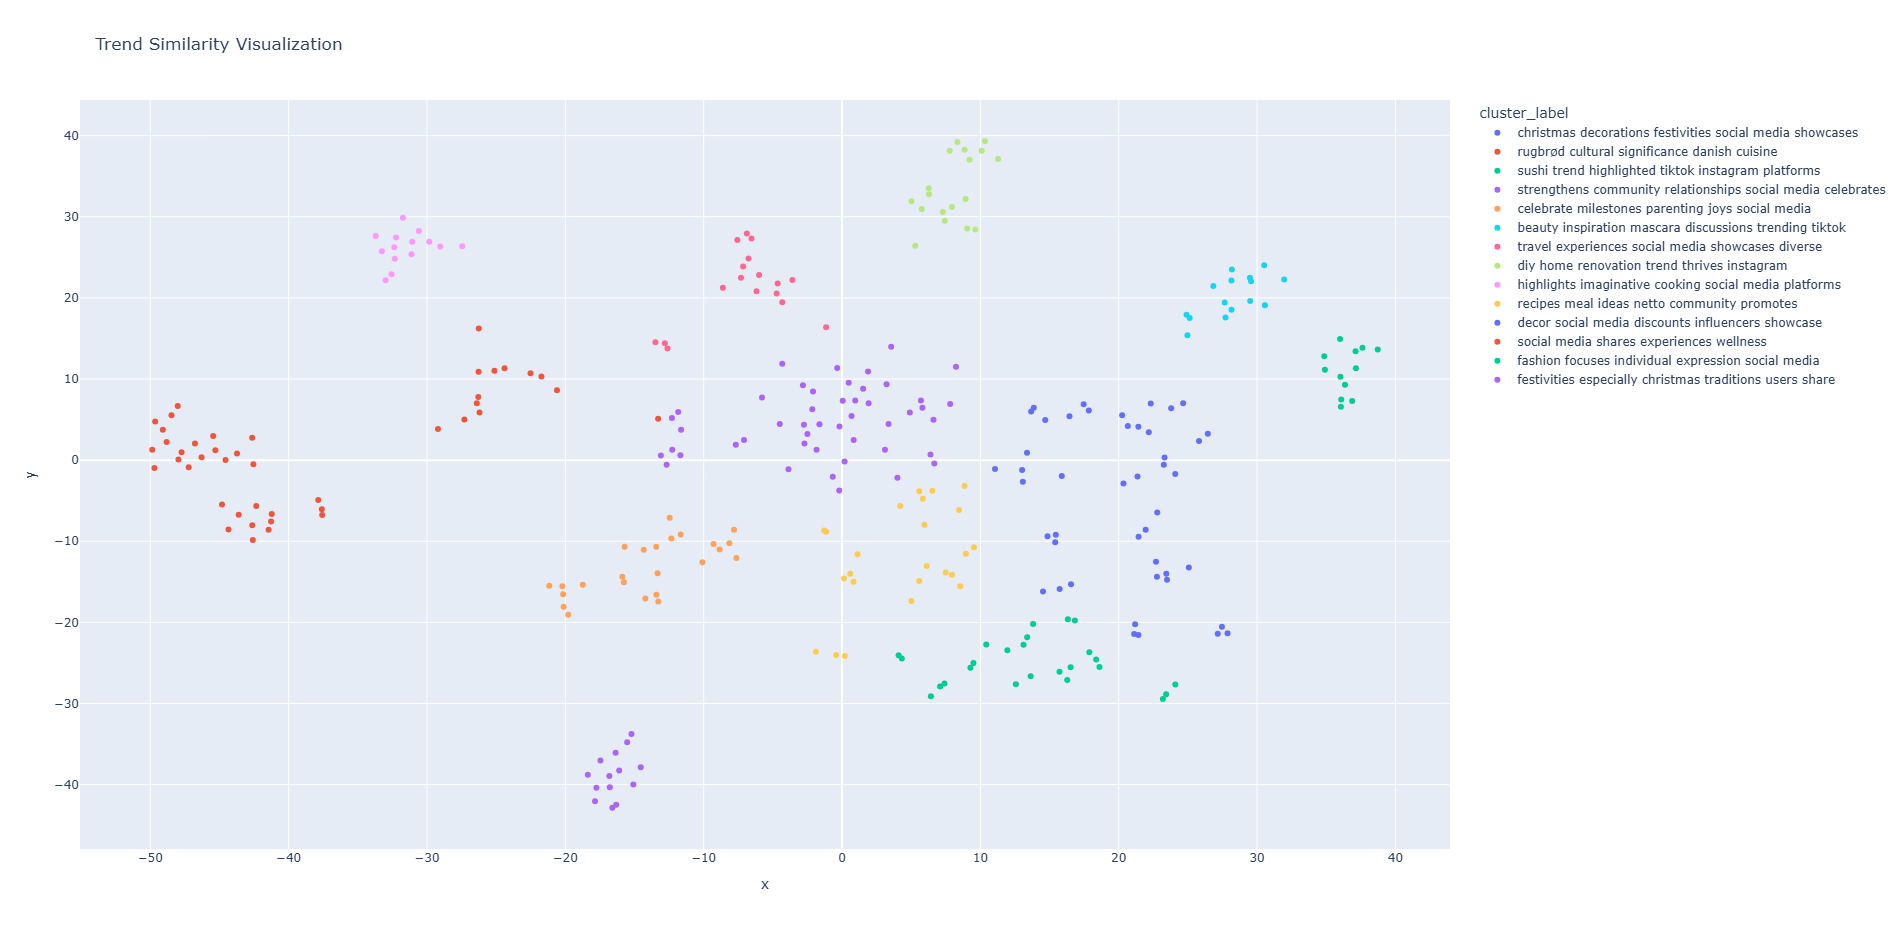 Trend Similarity Visualization
cluster_label
christmas decorations festivities social media showcases
rugbrød cultural significance danish cuisine
sushi trend highlighted tiktok instagram platforms
strengthens community relationships social media celebrates
celebrate milestones parenting joys social media
beauty inspiration mascara discussions trending tiktok
travel experiences social media showcases diverse
diy home renovation trend thrives instagram
highlights imaginative cooking social media platforms
recipes meal ideas netto community promotes
decor social media discounts influencers showcase
social media shares experiences wellness
fashion focuses individual expression social media
festivities especially christmas traditions users share
40
30
20
10
0
−10
−20
−30
−40
y
−50 −40 −30 −20 −10 0 10 20 30 40
x